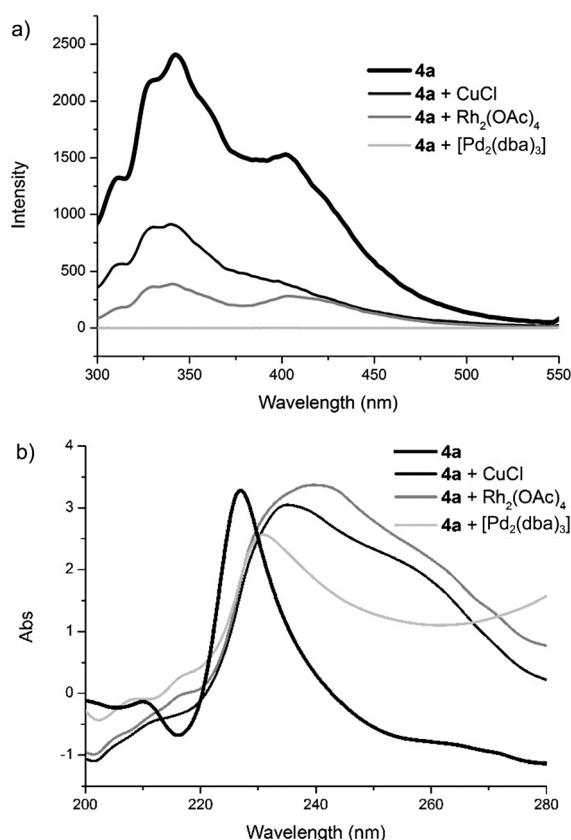 a)
2500
2000
1500
1000
500
0
Intensity
4a
4a + CuCl
4a + Rh2(OAc)4
4a + [Pd2(dba)3]
300 350 400 450 500 550
Wavelength (nm)
b)
4
3
2
1
0
-1
Abs
4a
4a + CuCl
4a + Rh2(OAc)4
4a + [Pd2(dba)3]
200 220 240 260 280
Wavelength (nm)